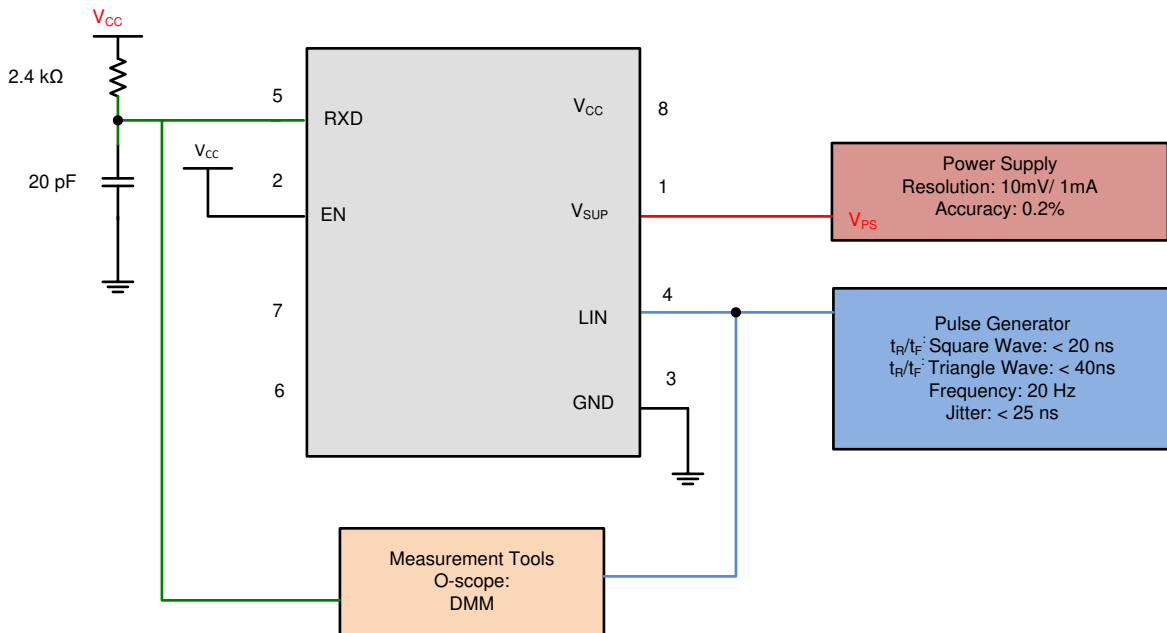 VCC
2.4 kΩ
20 pF
VCC
5
2
7
6
RXD
EN
VCC
VSUP
LIN
GND
8
1
4
3
Power Supply
Resolution: 10mV/ 1mA
Accuracy: 0.2%
VPS
Pulse Generator
tR/tF: Square Wave: < 20 ns
tR/tF: Triangle Wave: < 40ns
Frequency: 20 Hz
Jitter: < 25 ns
Measurement Tools
O-scope:
DMM